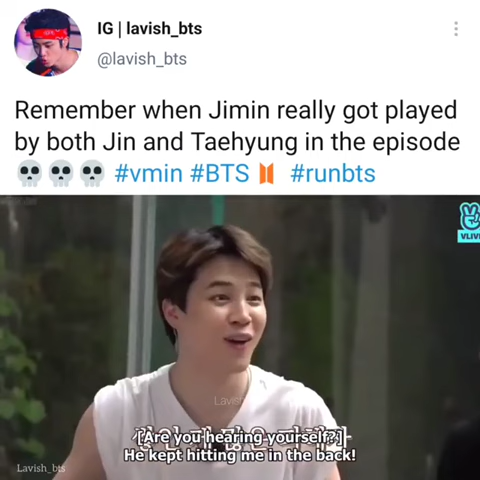 IG | lavish_bts
@lavish_bts
Remember when Jimin really got played
by both Jin and Taehyung in the episode
💀💀💀 #vmin #BTS #runbts
VLIVE
Lavish
[Are you hearing yourself?]
He kept hitting me in the back!
Lavish_bts